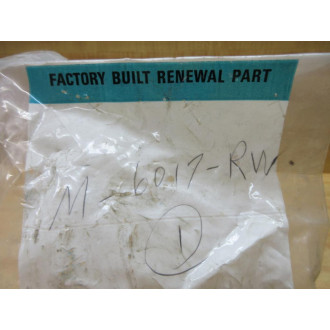 FACTORY BUILT RENEWAL PART
M-6017-RW.
1